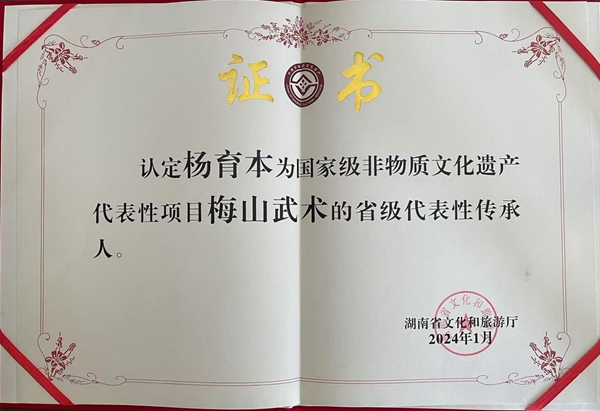 证书
认定杨育本为国家级非物质文化遗产
代表性项目梅山武术的省级代表性传承
人。
湖南省文化和旅游厅
2024年1月